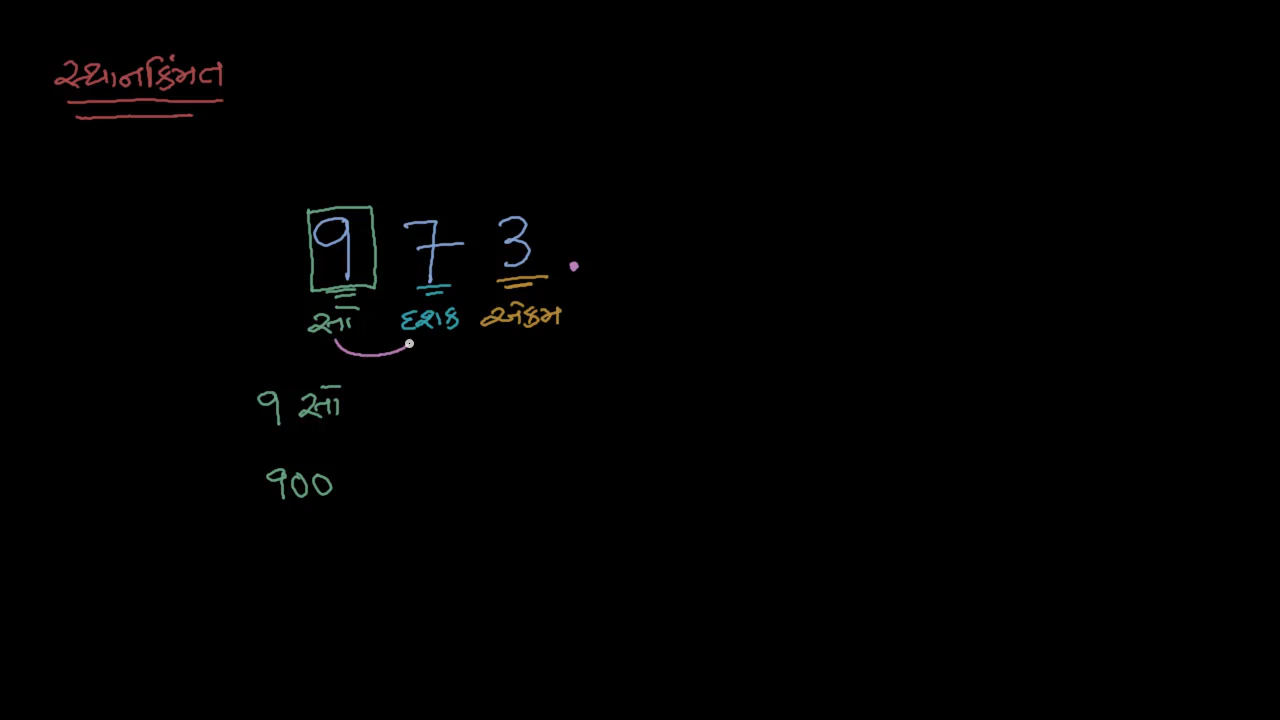 સ્થાનકિંમત
9 7 3 .
સૉ દશક એકમ
9 સૉ
900